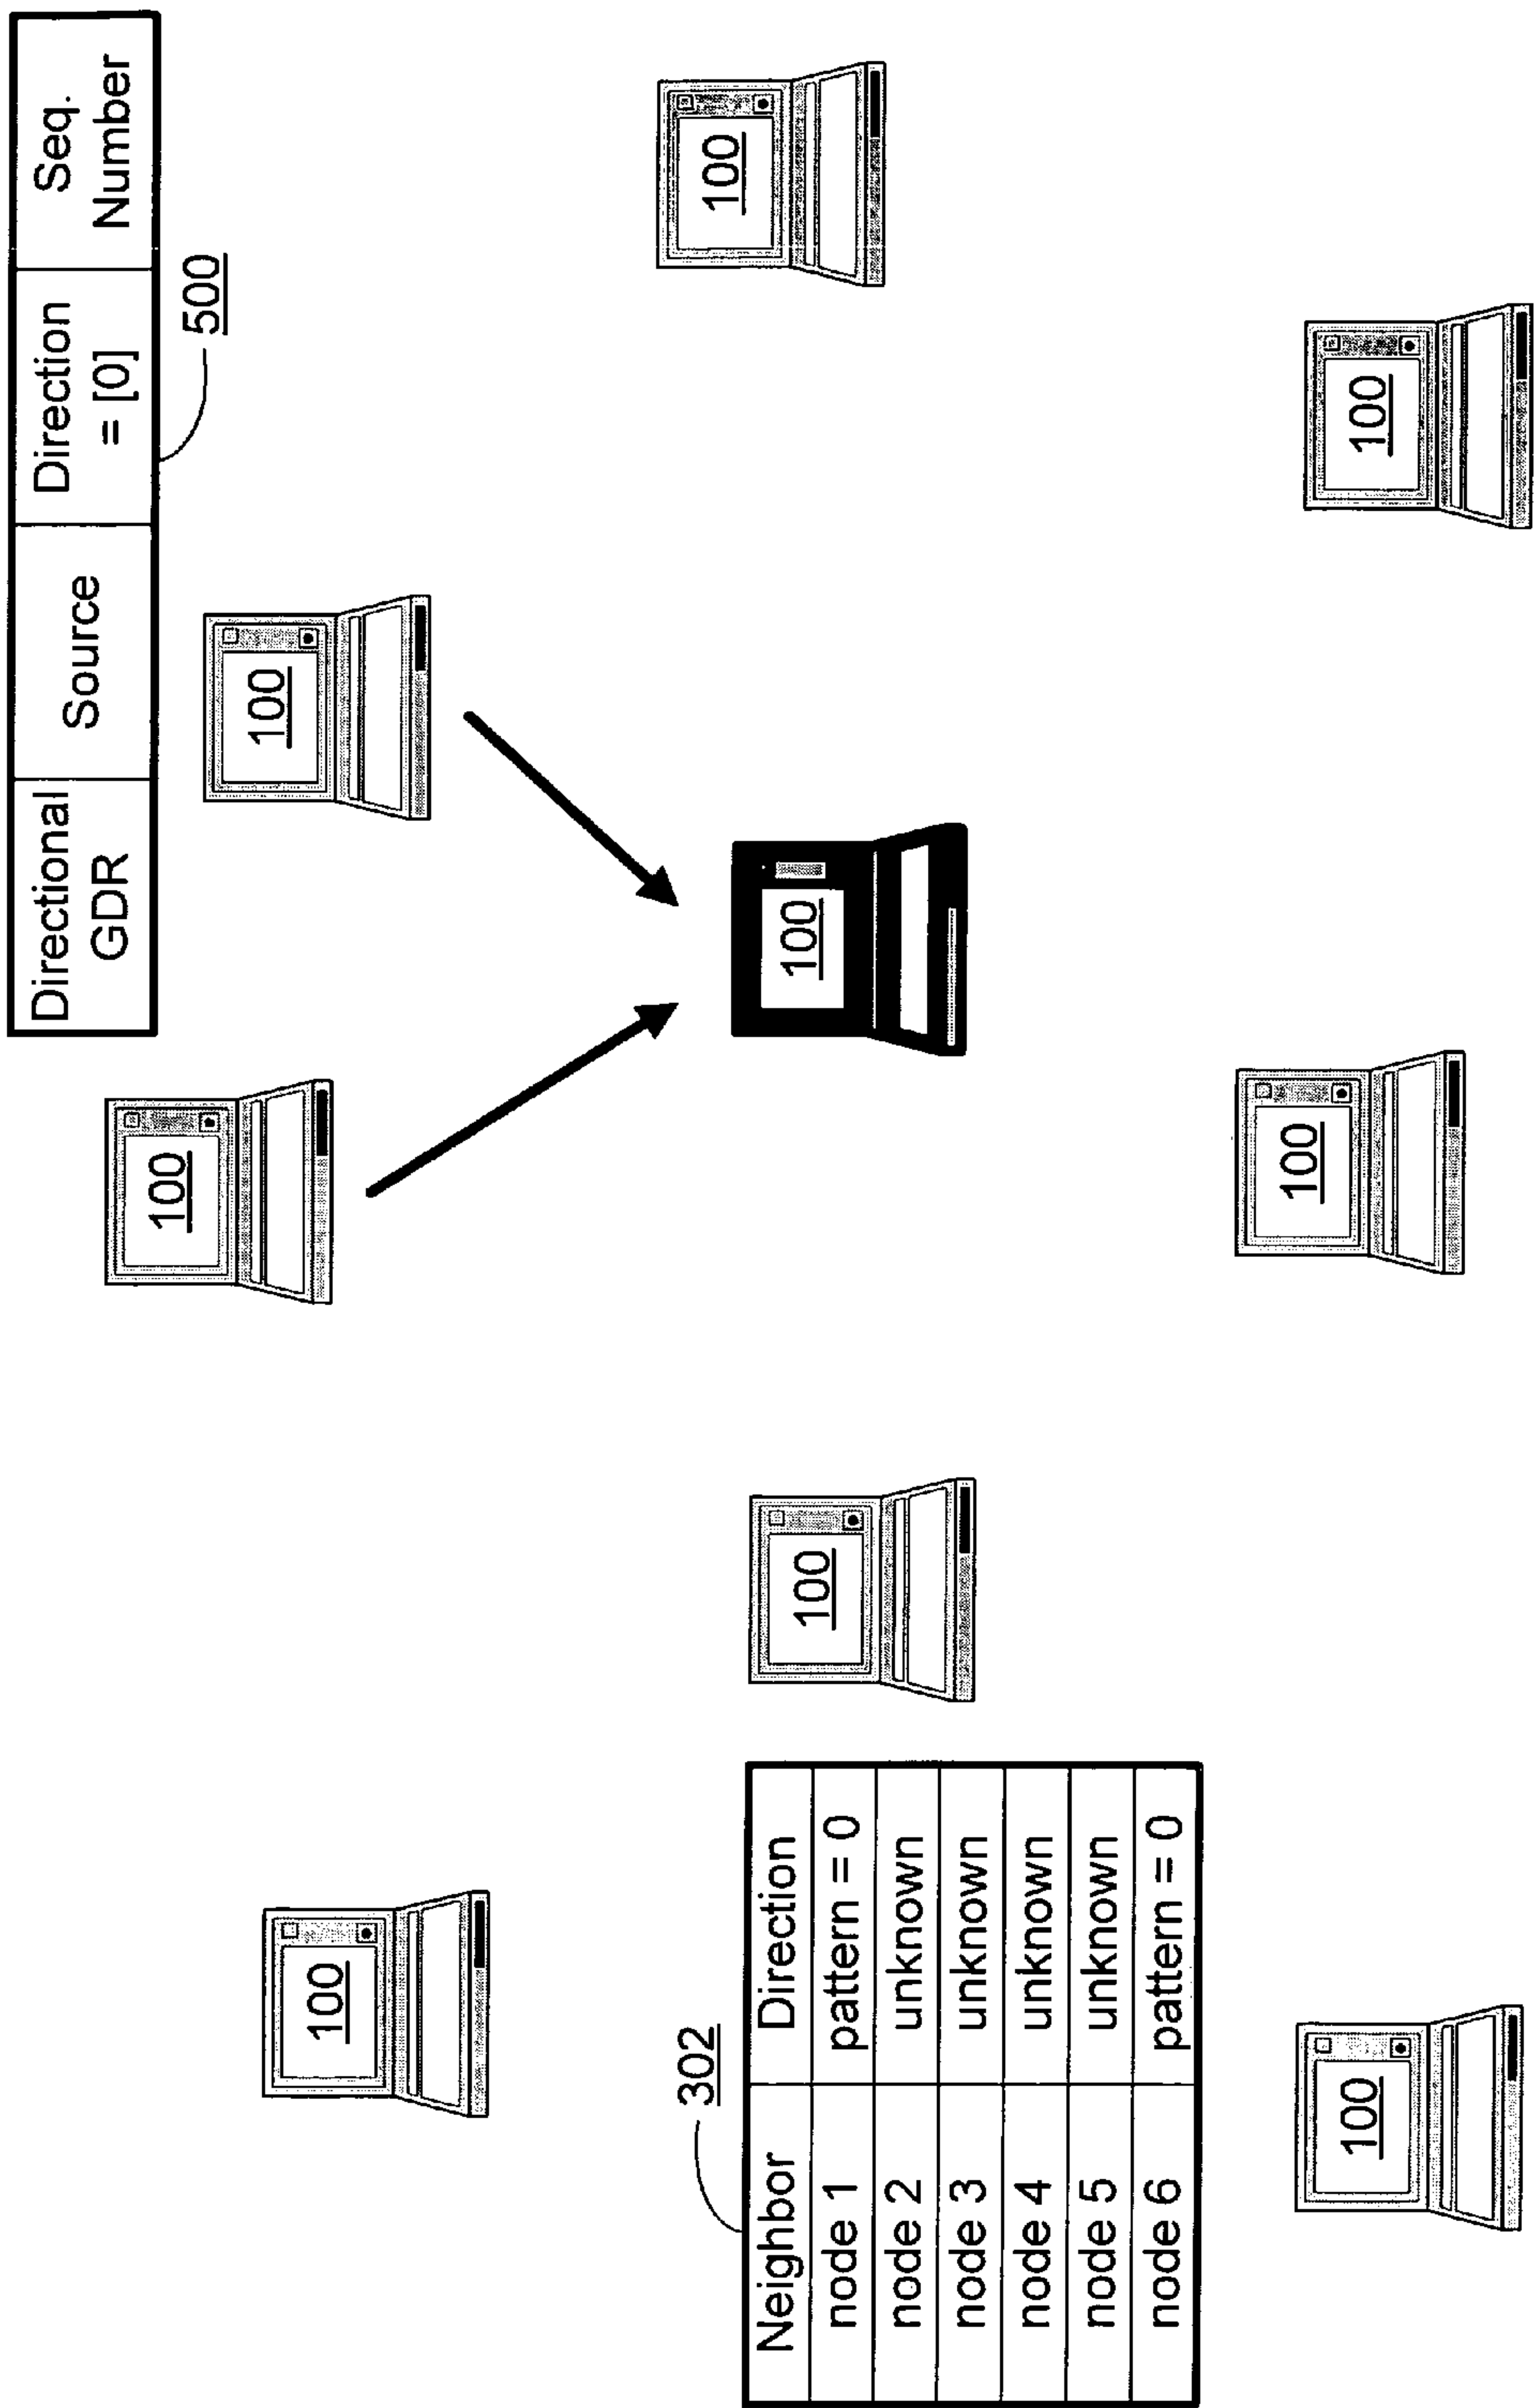 Directional GDR Source Direction = [0] Seq. Number
500
100
100
100
302
100
Neighbor Direction
node 1 pattern = 0
node 2 unknown
node 3 unknown
node 4 unknown
node 5 unknown
node 6 pattern = 0
100
100
100
100
100